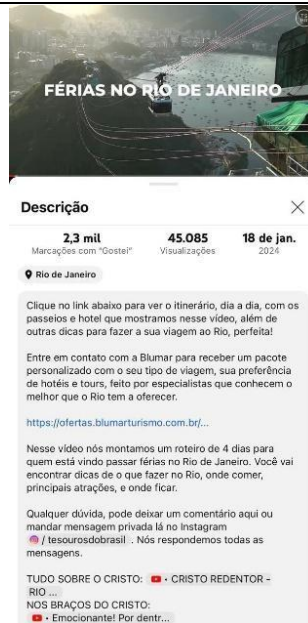 FÉRIAS NO RIO DE JANEIRO
Descrição
2,3 mil
Marcações com "Gostei"
45.085
Visualizações
18 de jan.
2024
Rio de Janeiro
Clique no link abaixo para ver o itinerário, dia a dia, com os
passeios e hotel que mostramos nesse vídeo, além de
outras dicas para fazer a sua viagem ao Rio, perfeita!
Entre em contato com a Blumar para receber um pacote
personalizado com o seu tipo de viagem, sua preferência
de hotéis e tours, feito por especialistas que conhecem o
melhor que o Rio tem a oferecer.
https://ofertas.blumarturismo.com.br/...
Nesse vídeo nós montamos um roteiro de 4 dias para
quem está vindo passar férias no Rio de Janeiro. Você vai
encontrar dicas de o que fazer no Rio, onde comer,
principais atrações, e onde ficar.
Qualquer dúvida, pode deixar um comentário aqui ou
mandar mensagem privada lá no Instagram
/ tesourosdobrasil . Nós respondemos todas as
mensagens.
TUDO SOBRE O CRISTO: • CRISTO REDENTOR -
RIO ...
NOS BRAÇOS DO CRISTO:
• Emocionante! Por dentr...